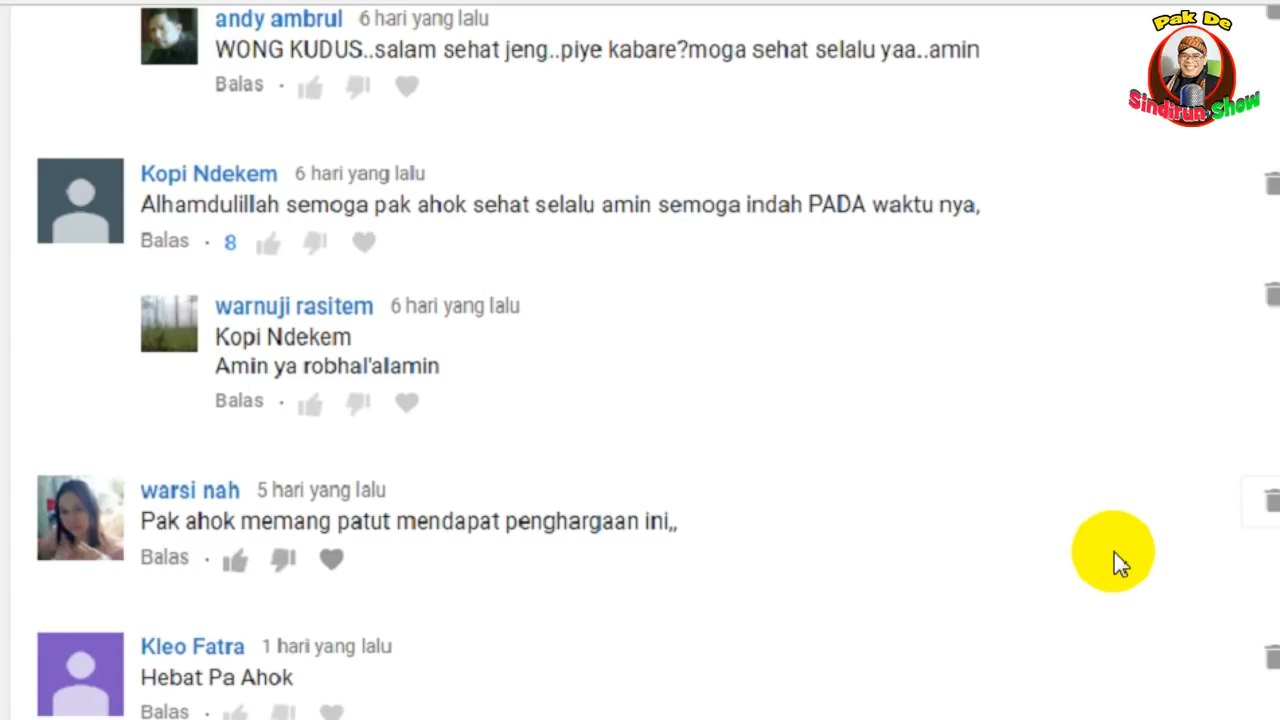 andy ambrul 6 hari yang lalu
WONG KUDUS..salam sehat jeng..piye kabare?moga sehat selalu yaa..amin
Balas ·
Pak De
Sindirun Show
Kopi Ndekem 6 hari yang lalu
Alhamdulillah semoga pak ahok sehat selalu amin semoga indah PADA waktu nya,
Balas · 8
warnuji rasitem 6 hari yang lalu
Kopi Ndekem
Amin ya robhal'alamin
Balas ·
warsi nah 5 hari yang lalu
Pak ahok memang patut mendapat penghargaan ini,,
Balas ·
Kleo Fatra 1 hari yang lalu
Hebat Pa Ahok
Balas ·